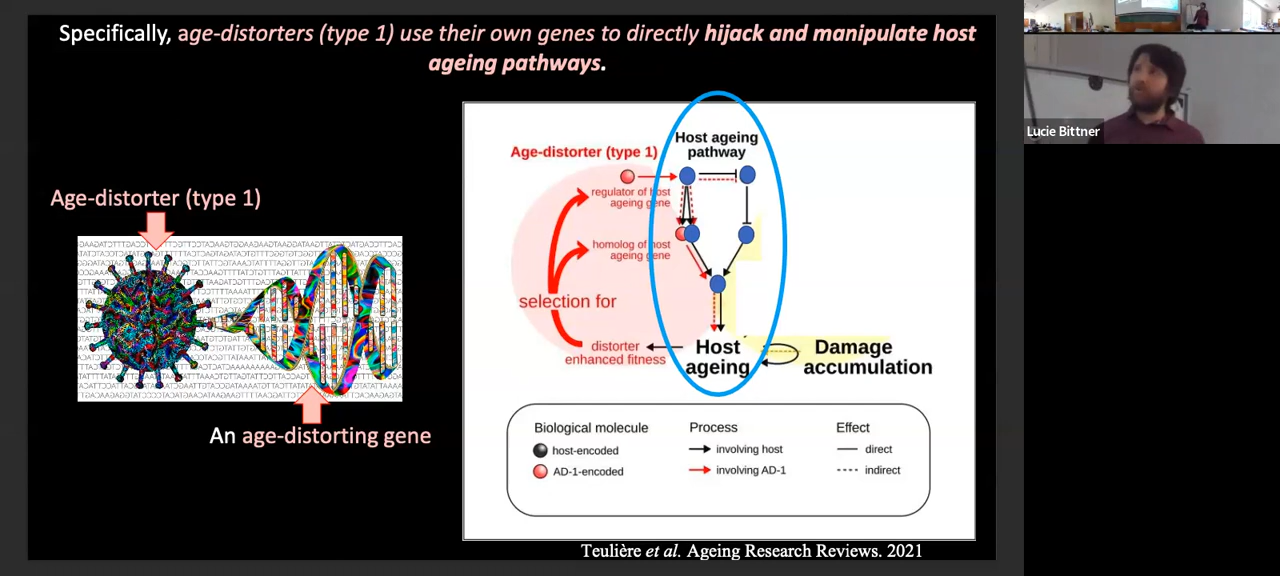 Specifically, age-distorters (type 1) use their own genes to directly hijack and manipulate host
ageing pathways.
Age-distorter (type 1)
An age-distorting gene
Age-distorter (type 1)
Host ageing
pathway
regulator of host
ageing gene
homolog of host
ageing gene
selection for
distorter
enhanced fitness
Host
ageing
Damage
accumulation
Biological molecule
host-encoded
AD-1-encoded
Process
involving host
involving AD-1
Effect
direct
indirect
Teulière et al. Ageing Research Reviews. 2021
Lucie Bittner